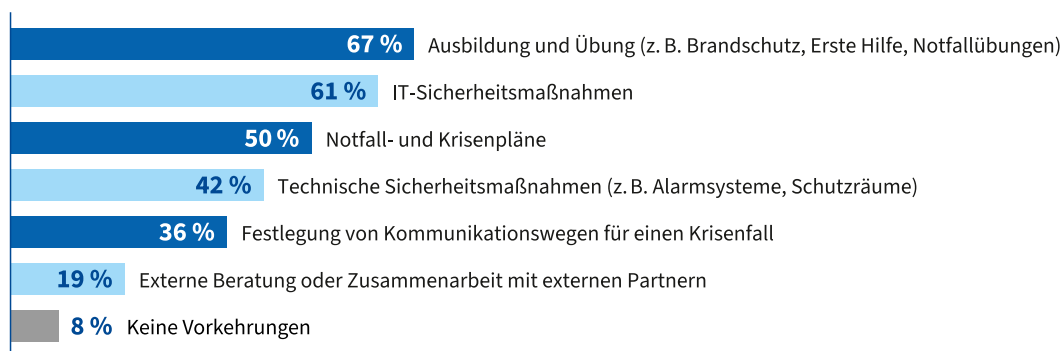 67 % Ausbildung und Übung (z. B. Brandschutz, Erste Hilfe, Notfallübungen)
61 % IT-Sicherheitsmaßnahmen
50 % Notfall- und Krisenpläne
42 % Technische Sicherheitsmaßnahmen (z. B. Alarmsysteme, Schutzräume)
36 % Festlegung von Kommunikationswegen für einen Krisenfall
19 % Externe Beratung oder Zusammenarbeit mit externen Partnern
8 % Keine Vorkehrungen